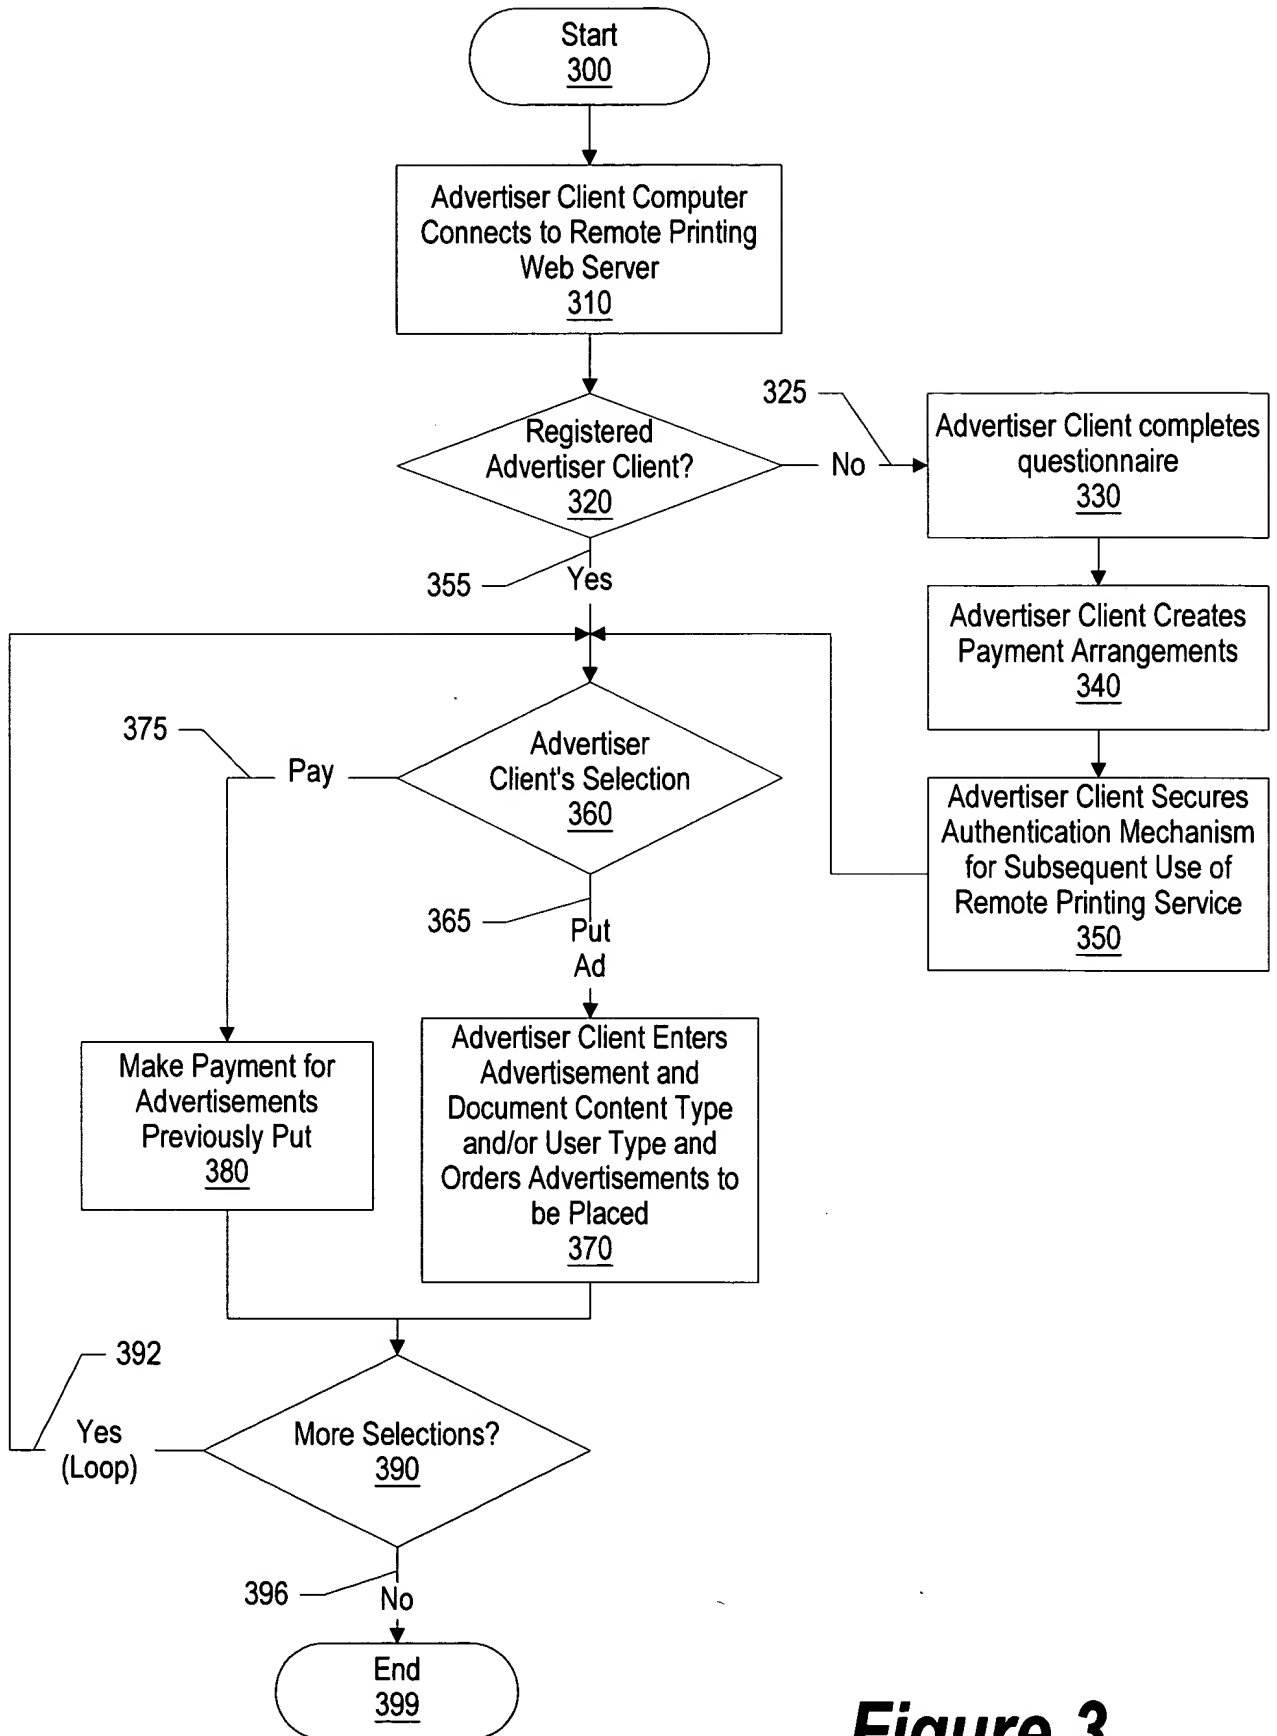 Start
300
Advertiser Client Computer
Connects to Remote Printing
Web Server
310
Registered
Advertiser Client?
320
325
No
Advertiser Client completes
questionnaire
330
355
Yes
Advertiser Client Creates
Payment Arrangements
340
Advertiser Client Secures
Authentication Mechanism
for Subsequent Use of
Remote Printing Service
350
375
Pay
Advertiser
Client's Selection
360
365
Put
Ad
Make Payment for
Advertisements
Previously Put
380
Advertiser Client Enters
Advertisement and
Document Content Type
and/or User Type and
Orders Advertisements to
be Placed
370
392
Yes
(Loop)
More Selections?
390
396
No
End
399
Figure 3